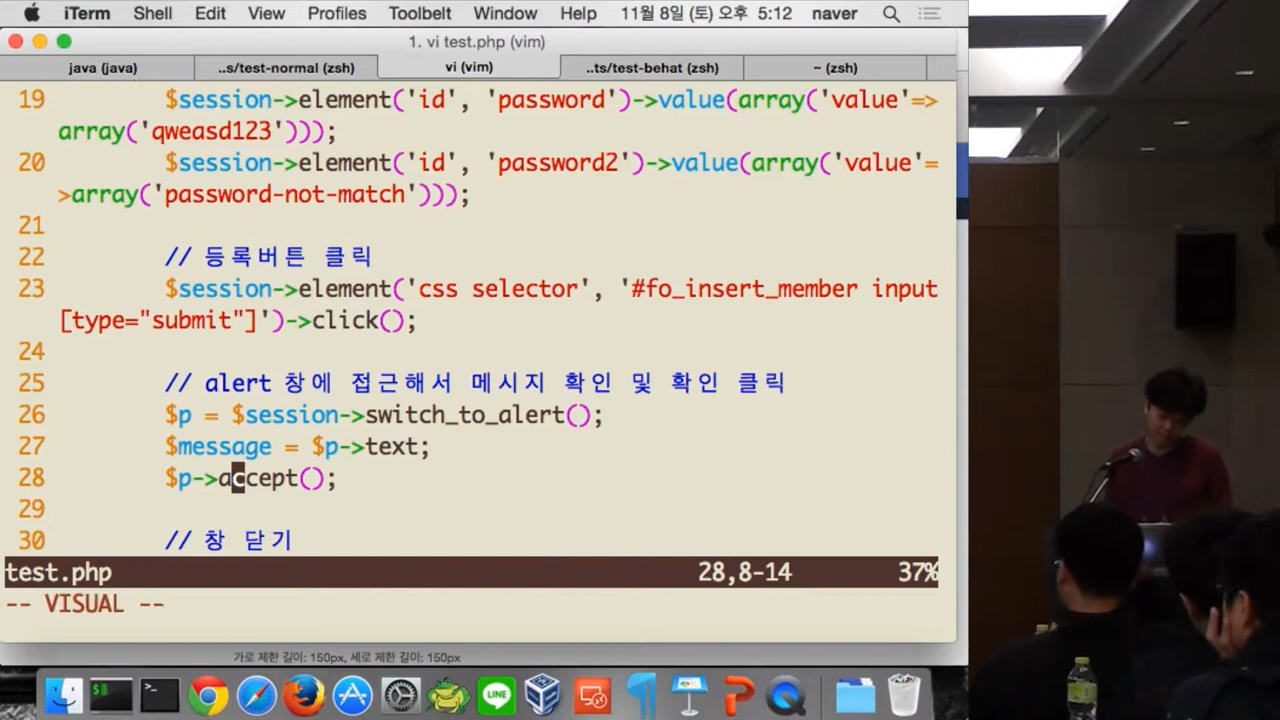 iTerm Shell Edit View Profiles Toolbelt Window Help 11월 8일 (토) 오후 5:12 naver
1. vi test.php (vim)
java (java) ..s/test-normal (zsh) vi (vim) ..ts/test-behat (zsh) ~ (zsh)
19 $session->element('id', 'password')->value(array('value'=>
array('qweasd123')));
20 $session->element('id', 'password2')->value(array('value'=
>array('password-not-match')));
21
22 // 등록버튼 클릭
23 $session->element('css selector', '#fo_insert_member input
[type="submit"]')->click();
24
25 // alert 창에 접근해서 메시지 확인 및 확인 클릭
26 $p = $session->switch_to_alert();
27 $message = $p->text;
28 $p->accept();
29
30 // 창 닫기
test.php 28,8-14 37%
-- VISUAL --
가로 제한 길이: 150px, 세로 제한 길이: 150px
LINE